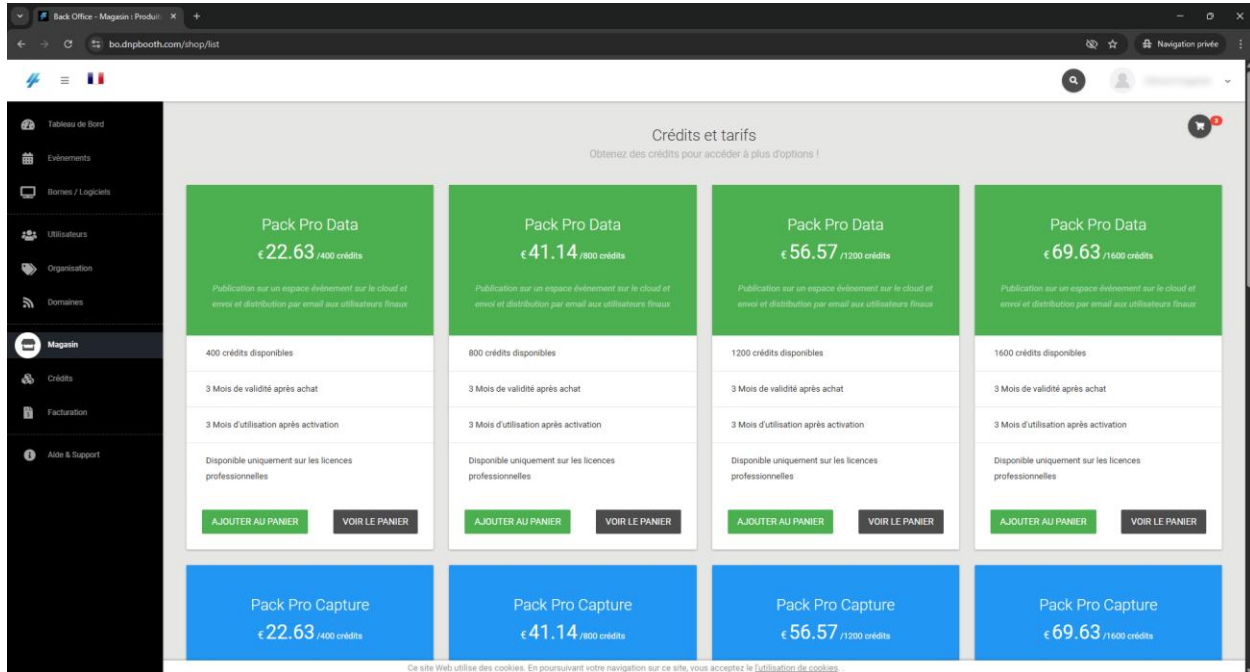 Back Office - Magasin : Produits
bo.dnpbooth.com/shop/list
Navigation privée
Tableau de Bord
Evènements
Bornes / Logiciels
Utilisateurs
Organisation
Domaines
Magasin
Crédits
Facturation
Aide & Support
3
Crédits et tarifs
Obtenez des crédits pour accéder à plus d'options !
Pack Pro Data
€ 22.63 /400 crédits
Publication sur un espace évènement sur le cloud et
envoi et distribution par email aux utilisateurs finaux
400 crédits disponibles
3 Mois de validité après achat
3 Mois d'utilisation après activation
Disponible uniquement sur les licences
professionnelles
AJOUTER AU PANIER
VOIR LE PANIER
Pack Pro Data
€ 41.14 /800 crédits
Publication sur un espace évènement sur le cloud et
envoi et distribution par email aux utilisateurs finaux
800 crédits disponibles
3 Mois de validité après achat
3 Mois d'utilisation après activation
Disponible uniquement sur les licences
professionnelles
AJOUTER AU PANIER
VOIR LE PANIER
Pack Pro Data
€ 56.57 /1200 crédits
Publication sur un espace évènement sur le cloud et
envoi et distribution par email aux utilisateurs finaux
1200 crédits disponibles
3 Mois de validité après achat
3 Mois d'utilisation après activation
Disponible uniquement sur les licences
professionnelles
AJOUTER AU PANIER
VOIR LE PANIER
Pack Pro Data
€ 69.63 /1600 crédits
Publication sur un espace évènement sur le cloud et
envoi et distribution par email aux utilisateurs finaux
1600 crédits disponibles
3 Mois de validité après achat
3 Mois d'utilisation après activation
Disponible uniquement sur les licences
professionnelles
AJOUTER AU PANIER
VOIR LE PANIER
Pack Pro Capture
€ 22.63 /400 crédits
Pack Pro Capture
€ 41.14 /800 crédits
Pack Pro Capture
€ 56.57 /1200 crédits
Pack Pro Capture
€ 69.63 /1600 crédits
Ce site Web utilise des cookies. En poursuivant votre navigation sur ce site, vous acceptez le l'utilisation de cookies.